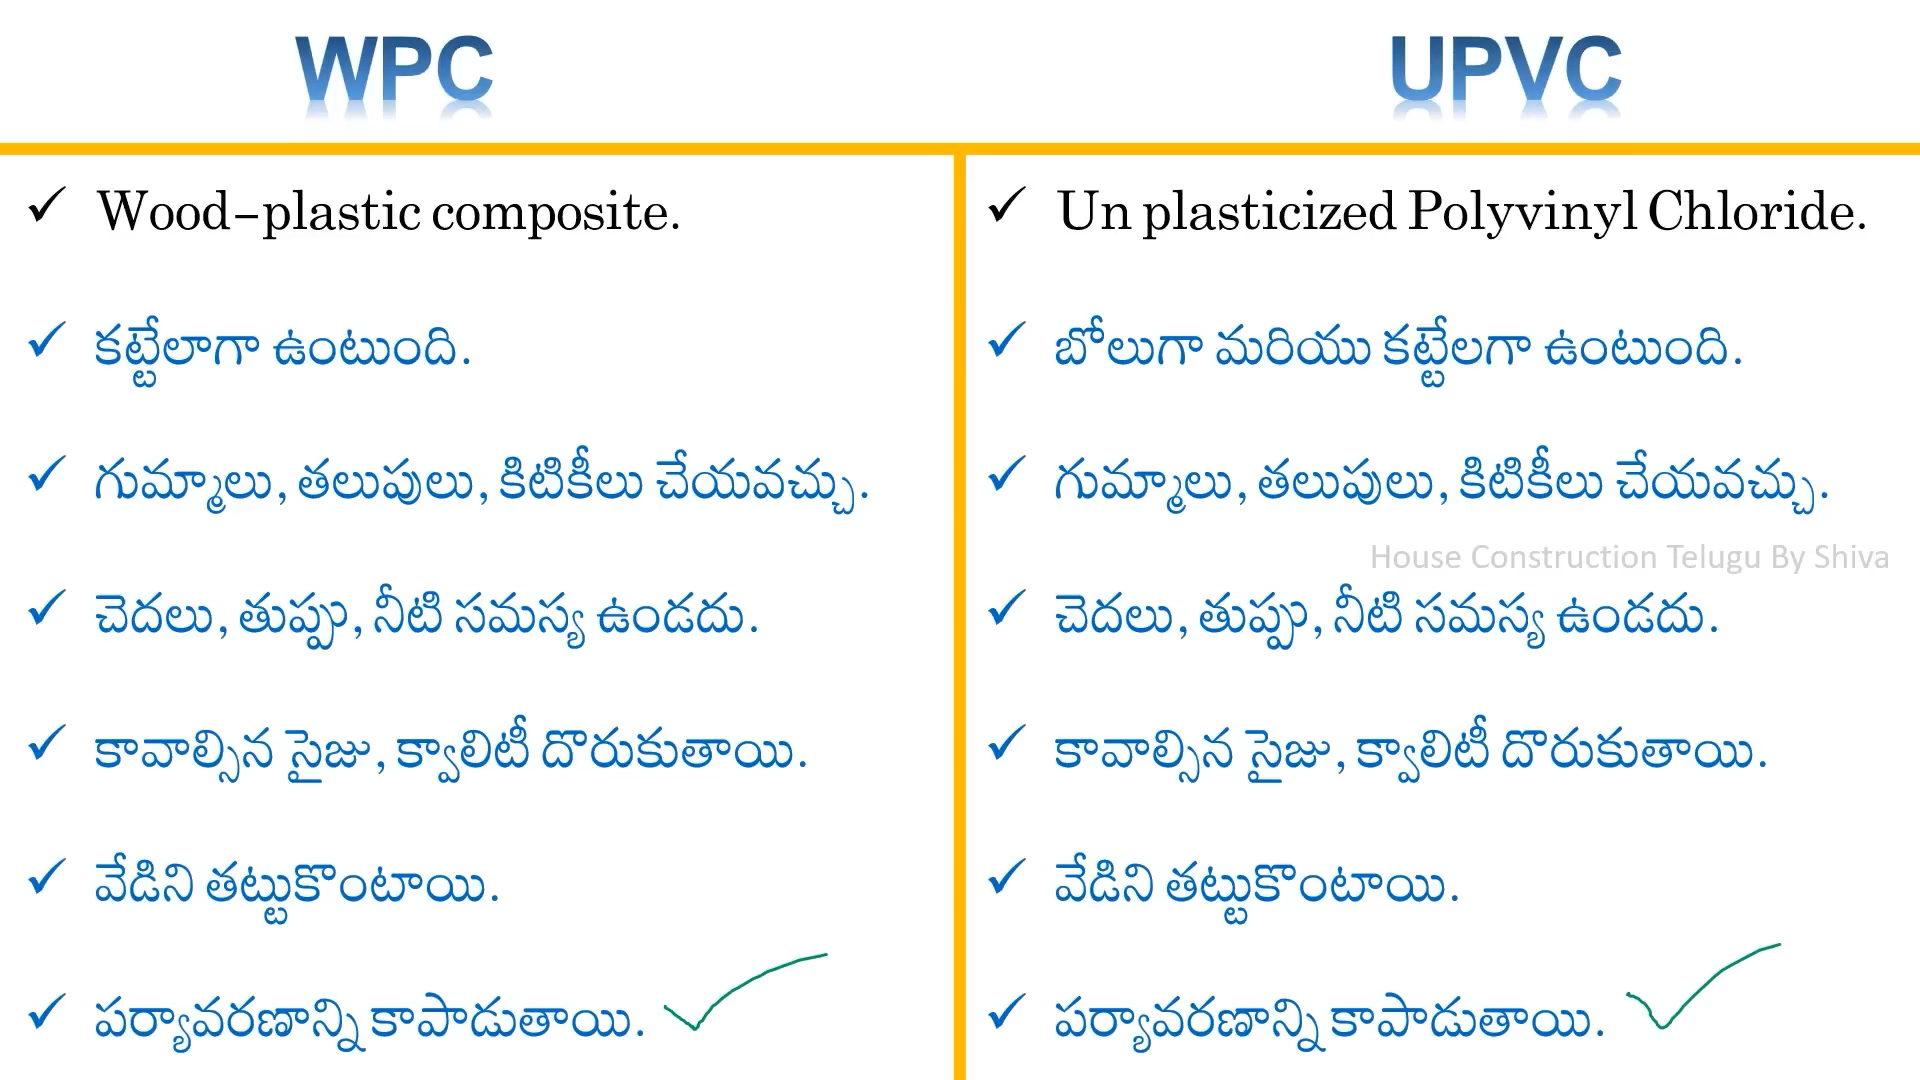 WPC
UPVC
Wood-plastic composite.
కట్టేలాగా ఉంటుంది.
గుమ్మాలు, తలుపులు, కిటికీలు చేయవచ్చు.
చెదలు, తుప్పు, నీటి సమస్య ఉండదు.
కావాల్సిన సైజు, క్వాలిటీ దొరుకుతాయి.
వేడిని తట్టుకొంటాయి.
పర్యావరణాన్ని కాపాడుతాయి.
Un plasticized Polyvinyl Chloride.
బోలుగా మరియు కట్టేలగా ఉంటుంది.
గుమ్మాలు, తలుపులు, కిటికీలు చేయవచ్చు.
House Construction Telugu By Shiva
చెదలు, తుప్పు, నీటి సమస్య ఉండదు.
కావాల్సిన సైజు, క్వాలిటీ దొరుకుతాయి.
వేడిని తట్టుకొంటాయి.
పర్యావరణాన్ని కాపాడుతాయి.